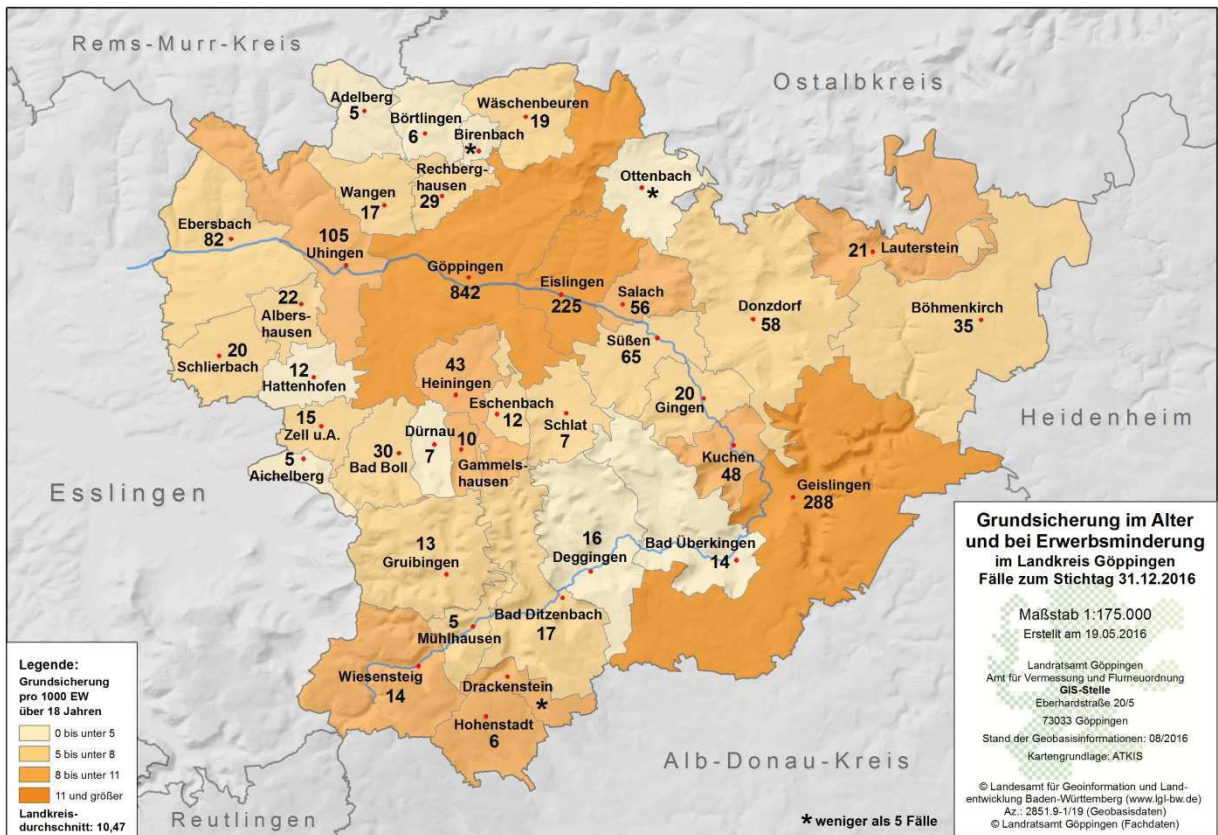 Rems-Murr-Kreis
Ostalbkreis
Adelberg
5
Börtlingen
6
Birenbach
*
Wäschenbeuren
19
Rechberg-
hausen
29
Wangen
17
Ottenbach
*
Ebersbach
82
105
Uhingen
Göppingen
842
Eislingen
225
Salach
56
Donzdorf
58
21 Lauterstein
Böhmenkirch
35
22
Albers-
hausen
20
Schlierbach
12
Hattenhofen
Süßen
65
43
Heiningen
Eschenbach
12
Schlat
7
20
Gingen
Heidenheim
15
Zell u.A.
30
Bad Boll
Dürnau
7
10
Gammels-
hausen
5
Aichelberg
Kuchen
48
Geislingen
288
Esslingen
13
Gruibingen
16
Deggingen
Bad Überkingen
14
5
Mühlhausen
Bad Ditzenbach
17
Wiesensteig
14
Drackenstein
*
Hohenstadt
6
Alb-Donau-Kreis
Reutlingen
* weniger als 5 Fälle
Legende:
Grundsicherung
pro 1000 EW
über 18 Jahren
0 bis unter 5
5 bis unter 8
8 bis unter 11
11 und größer
Landkreis-
durchschnitt: 10,47
Grundsicherung im Alter
und bei Erwerbsminderung
im Landkreis Göppingen
Fälle zum Stichtag 31.12.2016
Maßstab 1:175.000
Erstellt am 19.05.2016
Landratsamt Göppingen
Amt für Vermessung und Flurneuordnung
GIS-Stelle
Eberhardstraße 20/5
73033 Göppingen
Stand der Geobasisinformationen: 08/2016
Kartengrundlage: ATKIS
© Landesamt für Geoinformation und Land-
entwicklung Baden-Württemberg (www.lgl-bw.de)
Az.: 2851.9-1/19 (Geobasisdaten)
© Landratsamt Göppingen (Fachdaten)